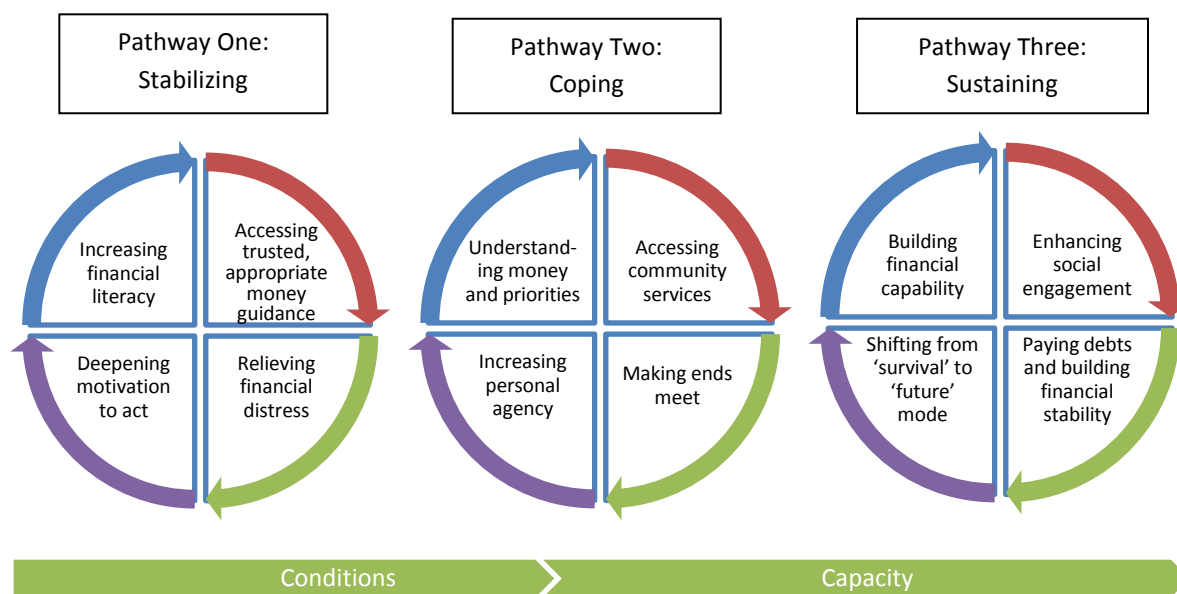 Pathway One:
Stabilizing
Pathway Two:
Coping
Pathway Three:
Sustaining
Increasing
financial
literacy
Accessing
trusted,
appropriate
money
guidance
Deepening
motivation
to act
Relieving
financial
distress
Understand-
ing money
and priorities
Accessing
community
services
Increasing
personal
agency
Making ends
meet
Building
financial
capability
Enhancing
social
engagement
Shifting from
‘survival’ to
‘future’
mode
Paying debts
and building
financial
stability
Conditions
Capacity